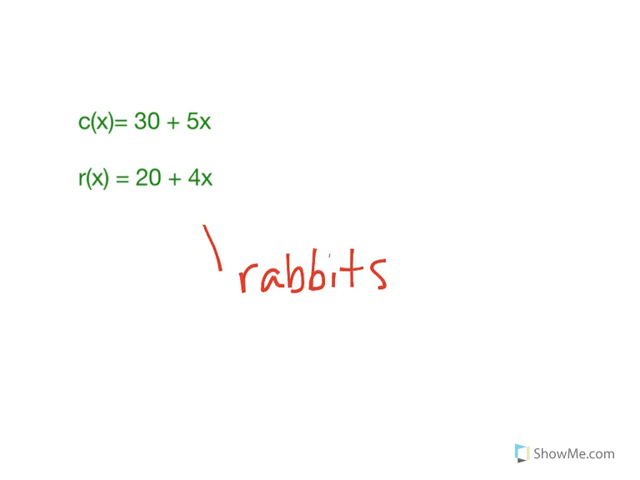 c(x)= 30 + 5x
r(x) = 20 + 4x
rabbits
ShowMe.com